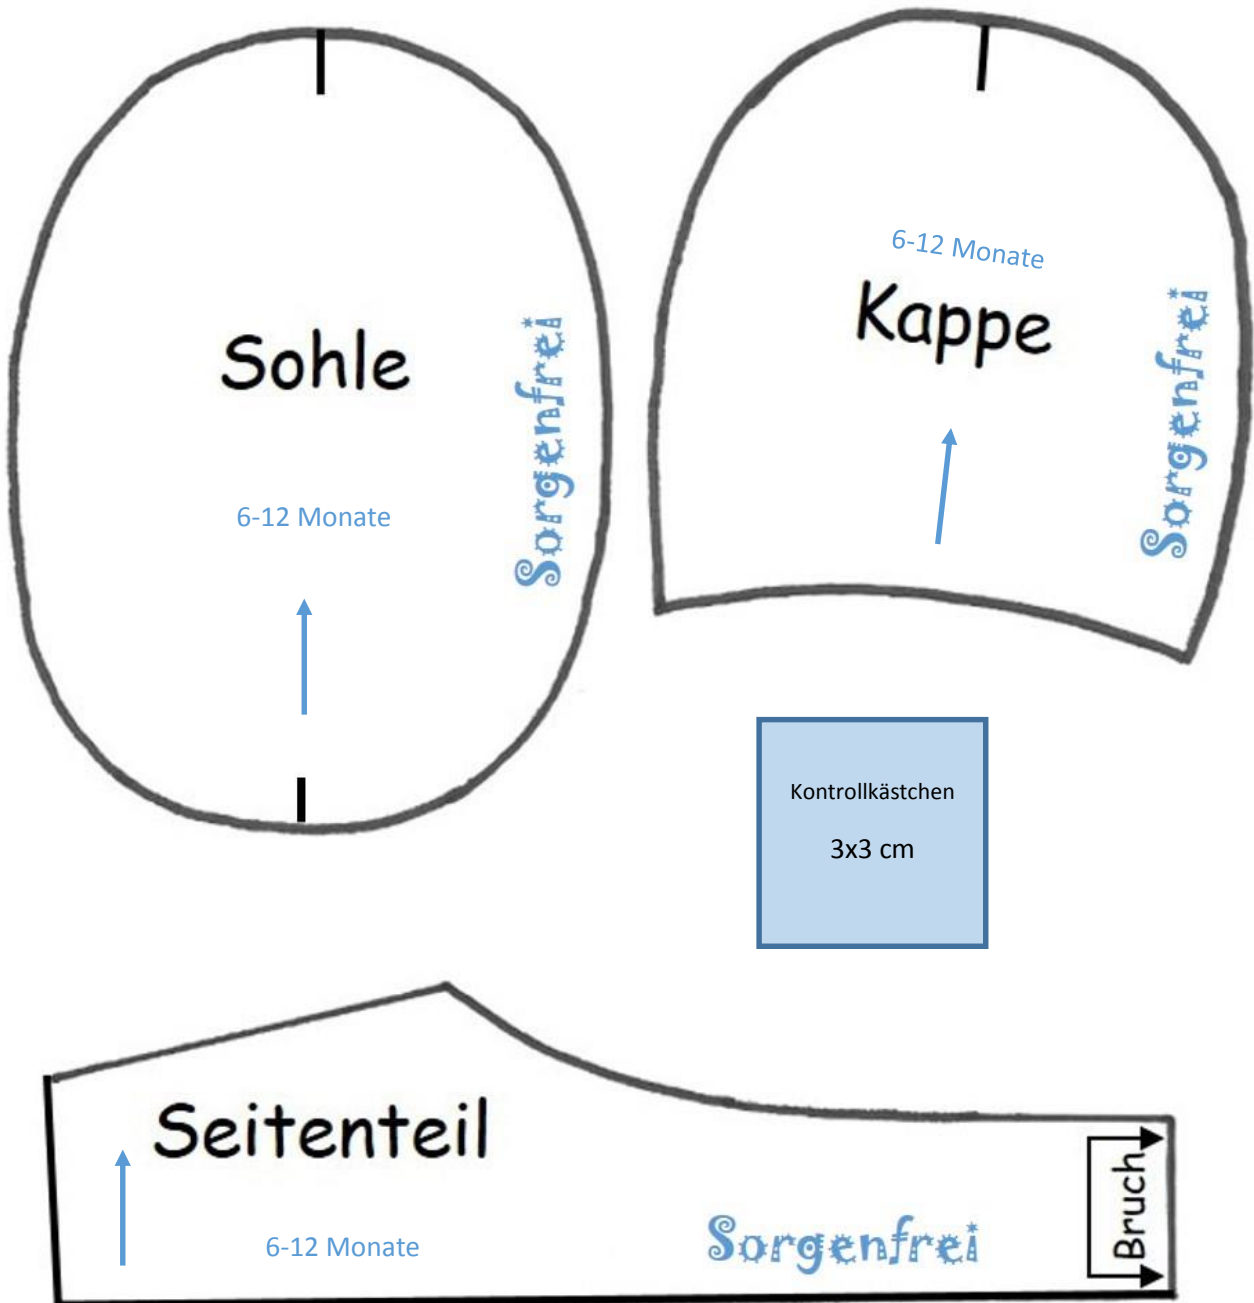 Sohle
6-12 Monate
Sorgenfrei
6-12 Monate
Kappe
Sorgenfrei
Kontrollkästchen
3x3 cm
Seitenteil
6-12 Monate
Sorgenfrei
Bruch